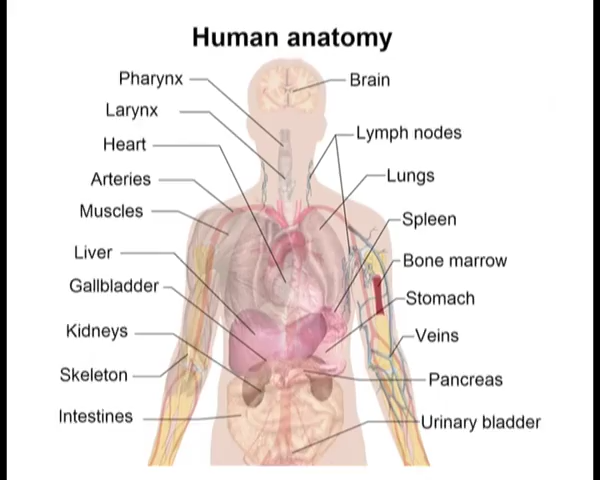 Human anatomy
Pharynx
Brain
Larynx
Lymph nodes
Heart
Arteries
Lungs
Muscles
Spleen
Liver
Bone marrow
Gallbladder
Stomach
Kidneys
Veins
Skeleton
Pancreas
Intestines
Urinary bladder